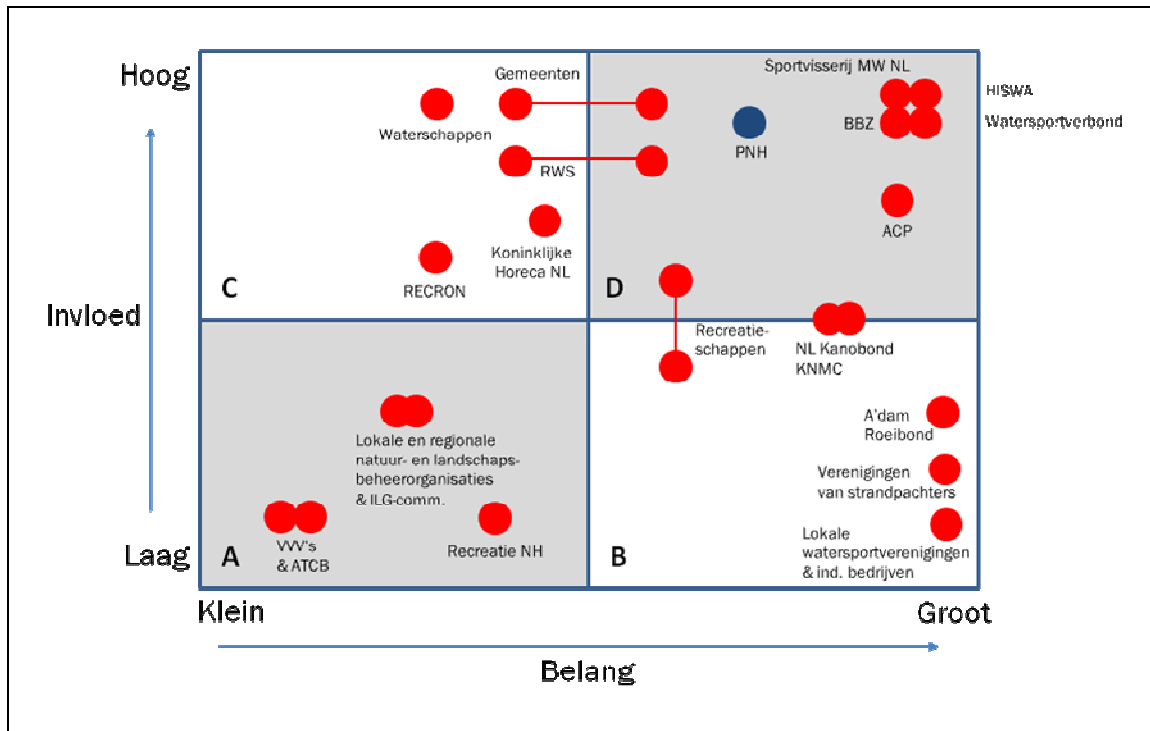 Hoog
Gemeenten
Waterschappen
RWS
Koninklijke
Horeca NL
RECRON
C
Sportvisserij MW NL
HISWA
BBZ
Watersportverbond
PNH
ACP
D
Invloed
Recreatie-
schappen
NL Kanobond
KNMC
A'dam
Roeibond
Lokale en regionale
natuur- en landschaps-
beheerorganisaties
& ILG-comm.
Verenigingen
van strandpachters
Laag
A
VVV's
& ATCB
Recreatie NH
B
Lokale
watersportverenigingen
& ind. bedrijven
Klein
Groot
Belang